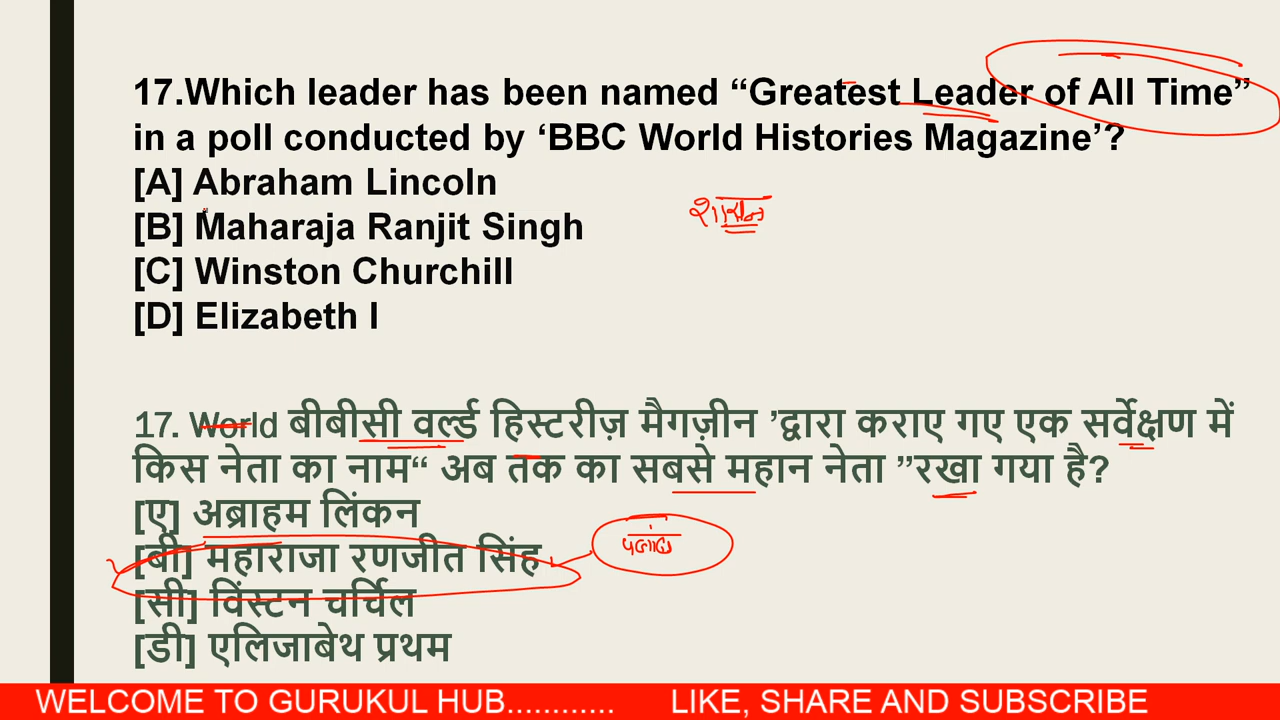 17.Which leader has been named “Greatest Leader of All Time”
in a poll conducted by ‘BBC World Histories Magazine’?
[A] Abraham Lincoln
[B] Maharaja Ranjit Singh
शासन
[C] Winston Churchill
[D] Elizabeth I
17. World बीबीसी वर्ल्ड हिस्टरीज़ मैगज़ीन ’द्वारा कराए गए एक सर्वेक्षण में
किस नेता का नाम“ अब तक का सबसे महान नेता ”रखा गया है?
[ए] अब्राहम लिंकन
[बी] महाराजा रणजीत सिंह
पंजाब
[सी] विंस्टन चर्चिल
[डी] एलिजाबेथ प्रथम
WELCOME TO GURUKUL HUB............ LIKE, SHARE AND SUBSCRIBE